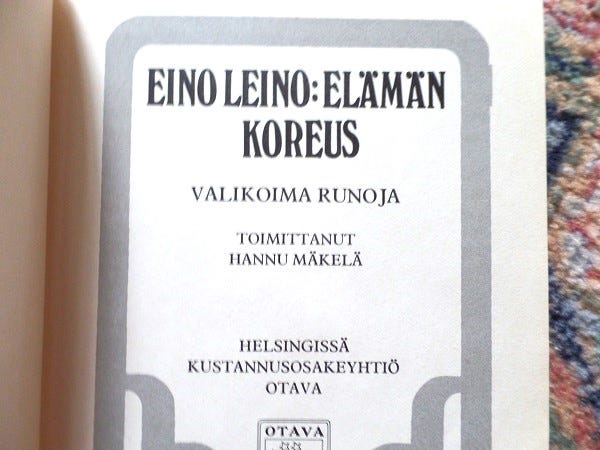 EINO LEINO: ELÄMÄN
KOREUS
VALIKOIMA RUNOJA
TOIMITTANUT
HANNU MÄKELÄ
HELSINGISSÄ
KUSTANNUSOSAKEYHTIÖ
OTAVA
OTAVA